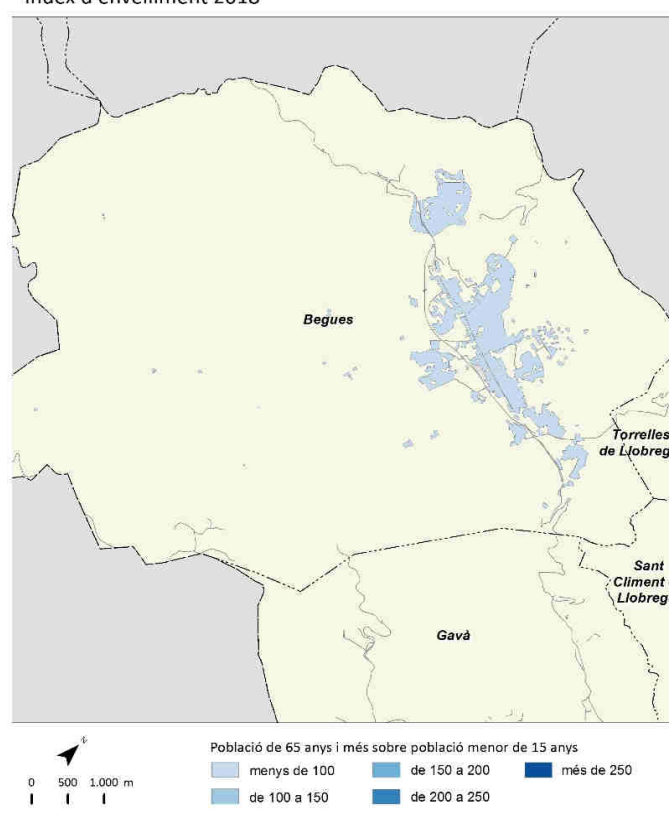 Begues
Torrelles
de Llobreg
Sant
Climent
Llobreg
Gavà
N
Població de 65 anys i més sobre població menor de 15 anys
0 500 1.000 m
menys de 100
de 150 a 200
més de 250
de 100 a 150
de 200 a 250